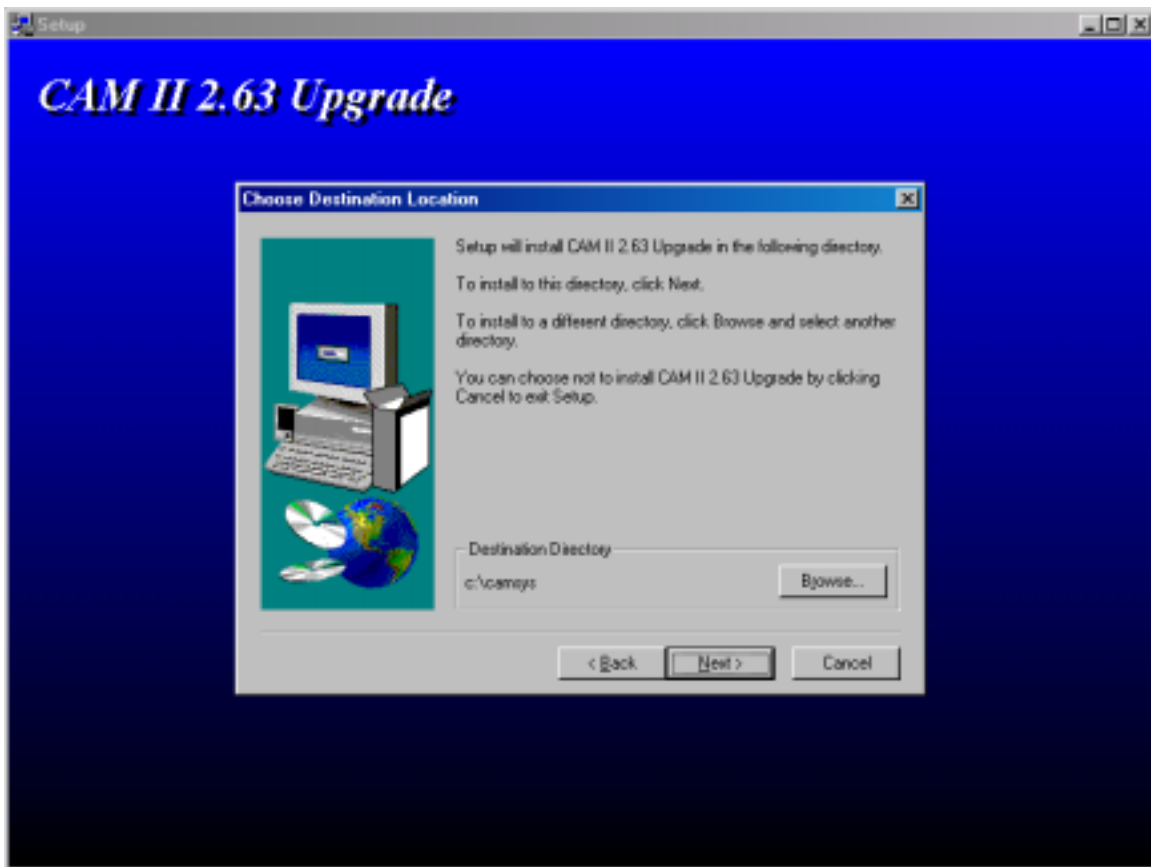 Setup
CAM II 2.63 Upgrade
Choose Destination Location
Setup will install CAM II 2.63 Upgrade in the following directory.
To install to this directory, click Next.
To install to a different directory, click Browse and select another
directory.
You can choose not to install CAM II 2.63 Upgrade by clicking
Cancel to exit Setup.
Destination Directory
c:\camsys
Browse...
< Back
Next >
Cancel